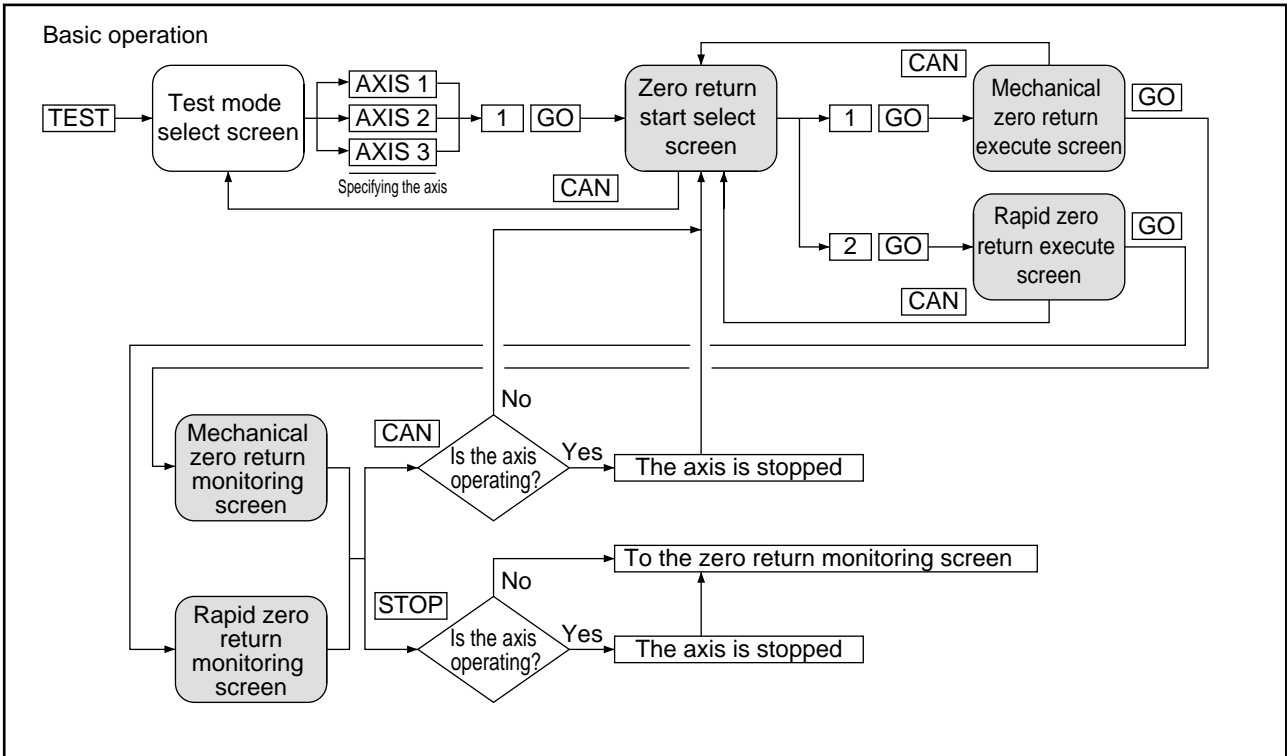 Basic operation
TEST
Test mode
select screen
AXIS 1
AXIS 2
AXIS 3
Specifying the axis
1
GO
Zero return
start select
screen
CAN
1
GO
Mechanical
zero return
execute screen
CAN
GO
2
GO
Rapid zero
return execute
screen
CAN
GO
Mechanical
zero return
monitoring
screen
Rapid zero
return
monitoring
screen
CAN
Is the axis
operating?
No
Yes
The axis is stopped
STOP
Is the axis
operating?
No
To the zero return monitoring screen
Yes
The axis is stopped